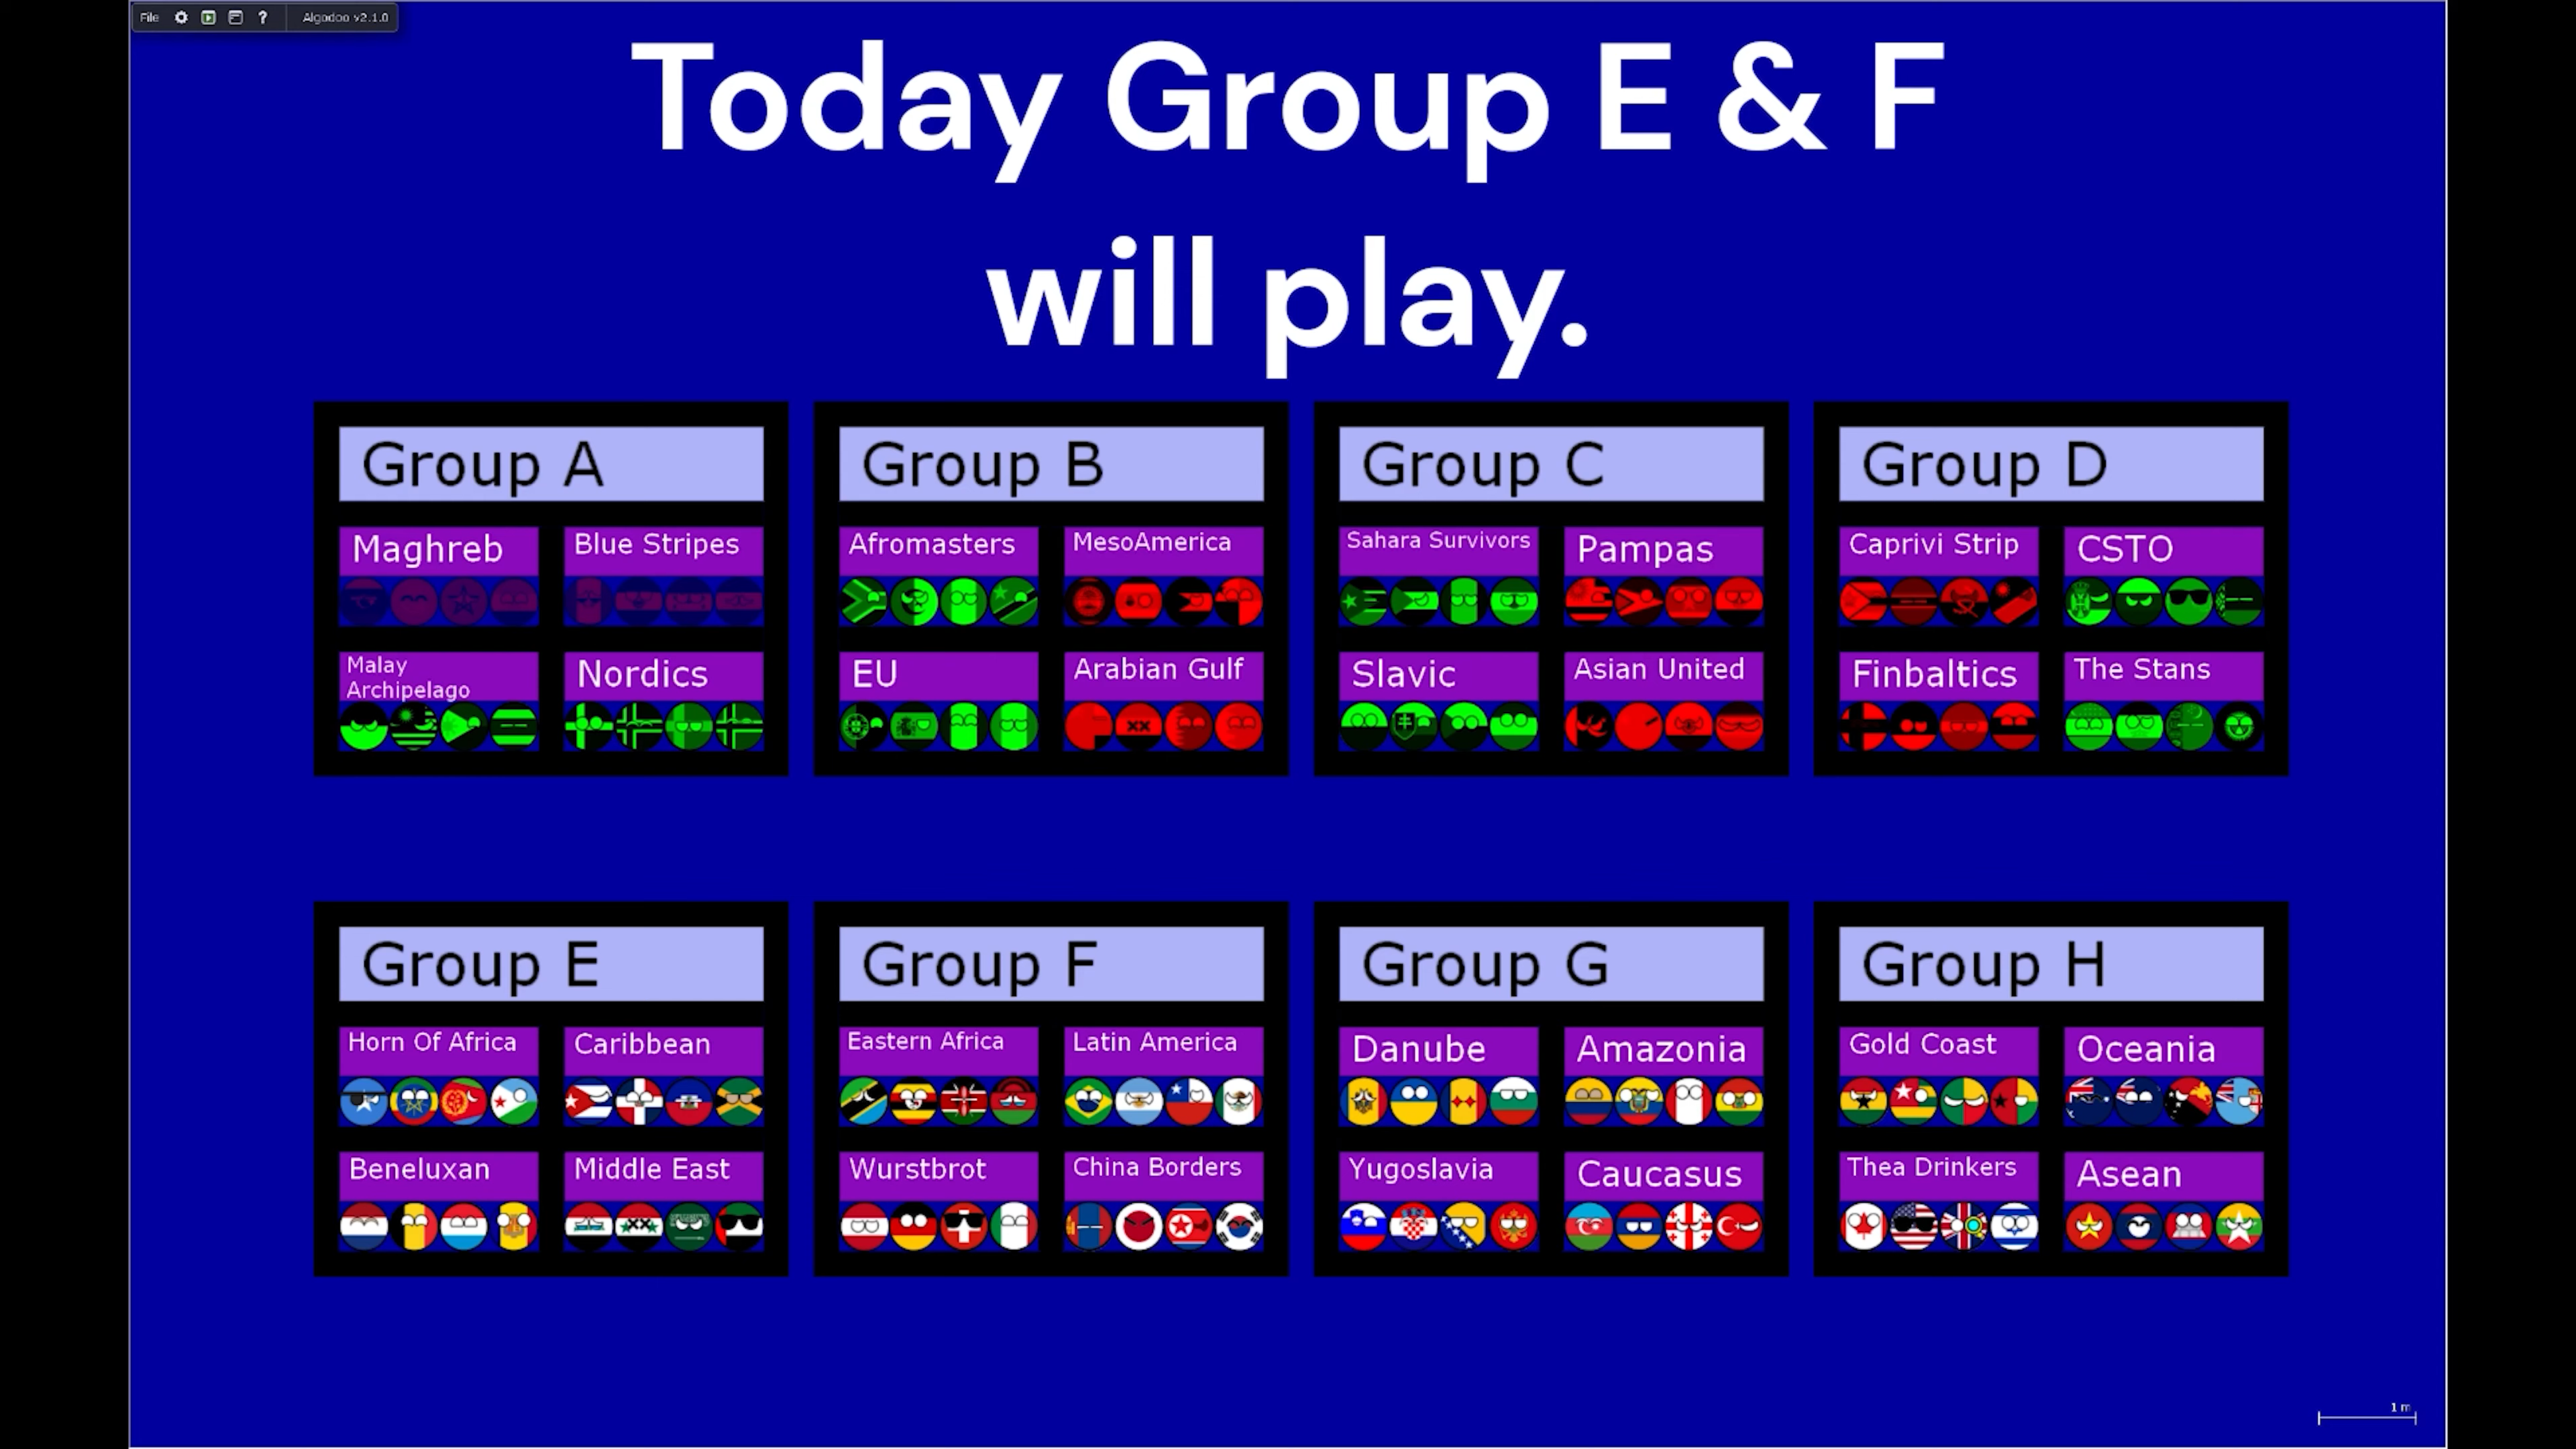 File ? Algodoo v2.1.0
Today Group E & F
will play.
Group A
Maghreb
Blue Stripes
Malay
Archipelago
Nordics
Group B
Afromasters
MesoAmerica
EU
Arabian Gulf
Group C
Sahara Survivors
Pampas
Slavic
Asian United
Group D
Caprivi Strip
CSTO
Finbaltics
The Stans
Group E
Horn Of Africa
Caribbean
Beneluxan
Middle East
Group F
Eastern Africa
Latin America
Wurstbrot
China Borders
Group G
Danube
Amazonia
Yugoslavia
Caucasus
Group H
Gold Coast
Oceania
Thea Drinkers
Asean
1 m